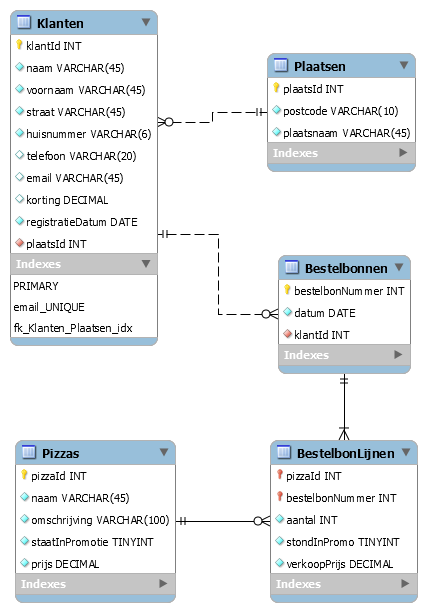 Klanten
klantId INT
naam VARCHAR(45)
voornaam VARCHAR(45)
straat VARCHAR(45)
huisnummer VARCHAR(6)
telefoon VARCHAR(20)
email VARCHAR(45)
korting DECIMAL
registratieDatum DATE
plaatsId INT
Indexes
PRIMARY
email_UNIQUE
fk_Klanten_Plaatsen_idx
Plaatsen
plaatsId INT
postcode VARCHAR(10)
plaatsnaam VARCHAR(45)
Indexes
Bestelbonnen
bestelbonNummer INT
datum DATE
klantId INT
Indexes
Pizzas
pizzaId INT
naam VARCHAR(45)
omschrijving VARCHAR(100)
staatInPromotie TINYINT
prijs DECIMAL
Indexes
BestelbonLijnen
pizzaId INT
bestelbonNummer INT
aantal INT
stondInPromo TINYINT
verkoopPrijs DECIMAL
Indexes